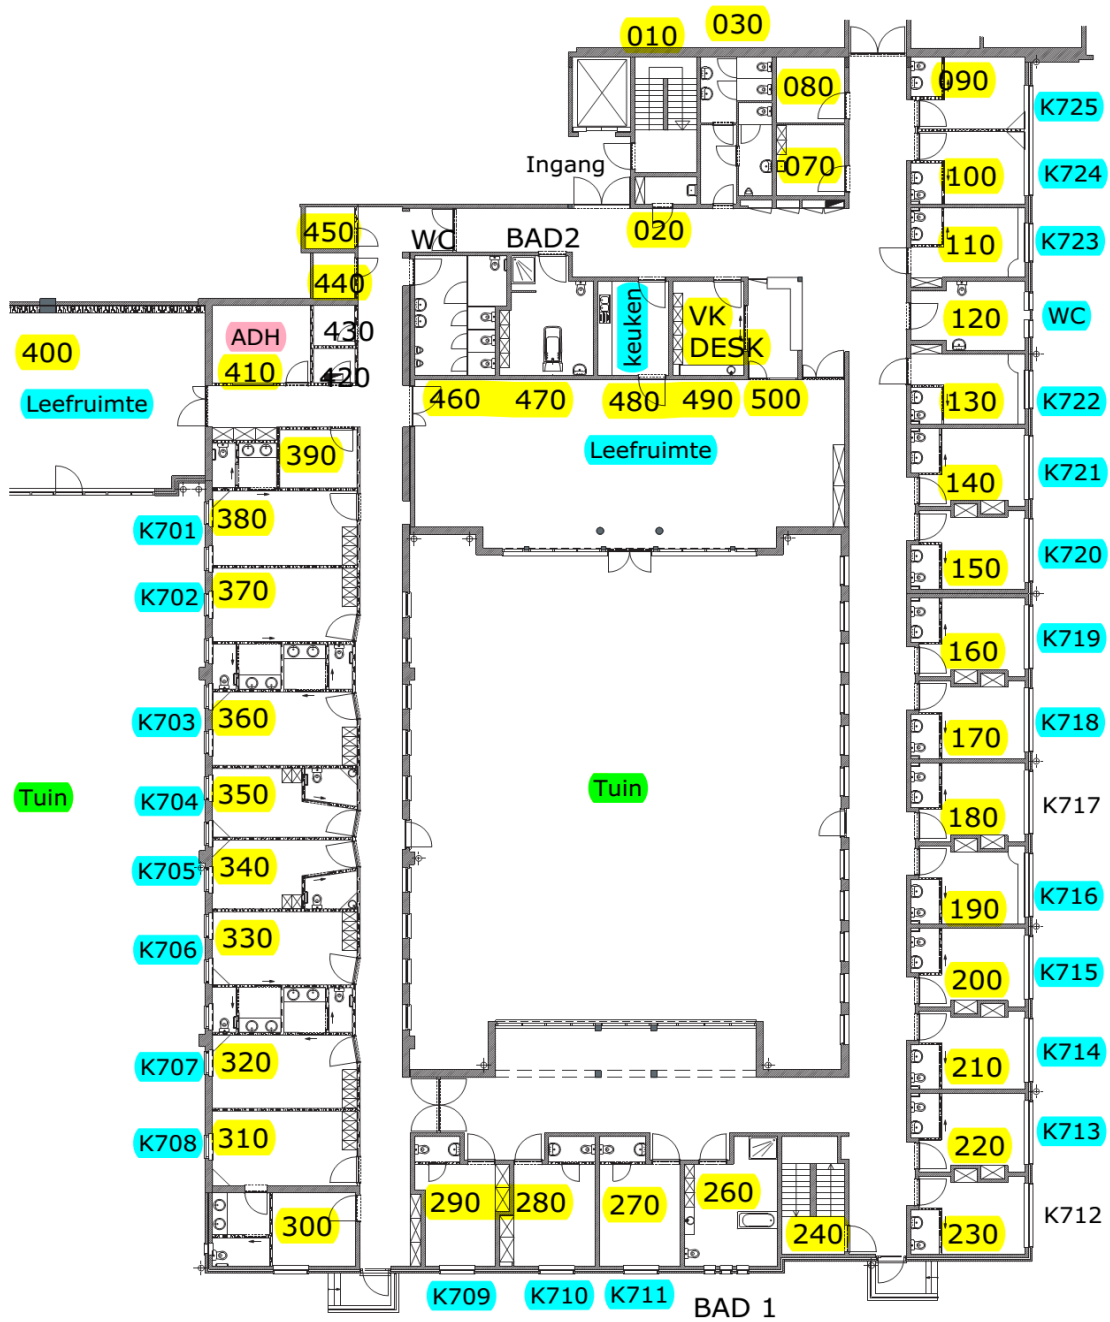 010
030
080
090
K725
070
Ingang
100
K724
020
450
WC
BAD2
110
K723
440
430
ADH
keuken
VK
DESK
120
WC
400
410
420
Leefruimte
460
470
480
490
500
130
K722
390
Leefruimte
140
K721
K701
380
150
K720
K702
370
160
K719
K703
360
170
K718
Tuin
K704
350
Tuin
180
K717
K705
340
190
K716
K706
330
200
K715
K707
320
210
K714
K708
310
220
K713
290
280
270
260
300
240
230
K712
K709
K710
K711
BAD 1